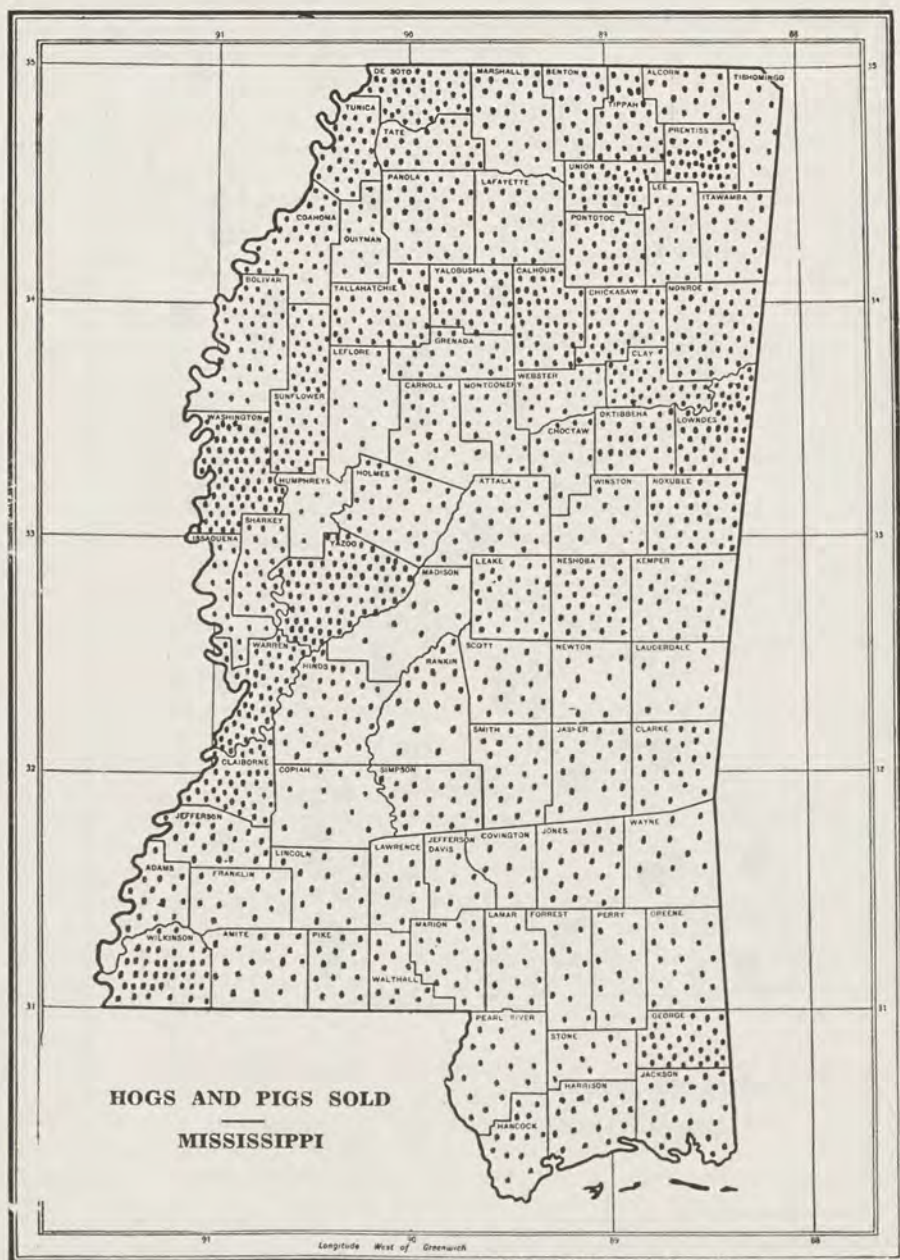 91 90 89 88
35 35
DE SOTO MARSHALL BENTON ALCORN TISHOMINGO
TUNICA TIPPAH
TATE PRENTISS
UNION
PANOLA LAFAYETTE LEE ITAWAMBA
COAHOMA PONTOTOC
QUITMAN
BOLIVAR TALLAHATCHIE YALOBUSHA CALHOUN CHICKASAW MONROE
34 34
GRENADA
LEFLORE CLAY
CARROLL MONTGOMERY WEBSTER
SUNFLOWER
WASHINGTON CHOCTAW OKTIBBEHA LOWNDES
HUMPHREYS HOLMES ATTALA WINSTON NOXUBLE
SHARKEY
33 33
ISSAQUENA YAZOO
MADISON LEAKE NESHOBA KEMPER
WARREN SCOTT NEWTON LAUDERDALE
HINDS RANKIN
SMITH JASPER CLARKE
CLAIBORNE COPIAH SIMPSON
32 32
JEFFERSON WAYNE
LINCOLN LAWRENCE JEFFERSON DAVIS COVINGTON JONES
ADAMS FRANKLIN
LAMAR FORREST PERRY GREENE
WILKINSON AMITE PIKE MARION
WALTHALL
31 31
PEARL RIVER GEORGE
STONE
HARRISON JACKSON
HANCOCK
HOGS AND PIGS SOLD
MISSISSIPPI
91 90 89 88
Longitude West of Greenwich